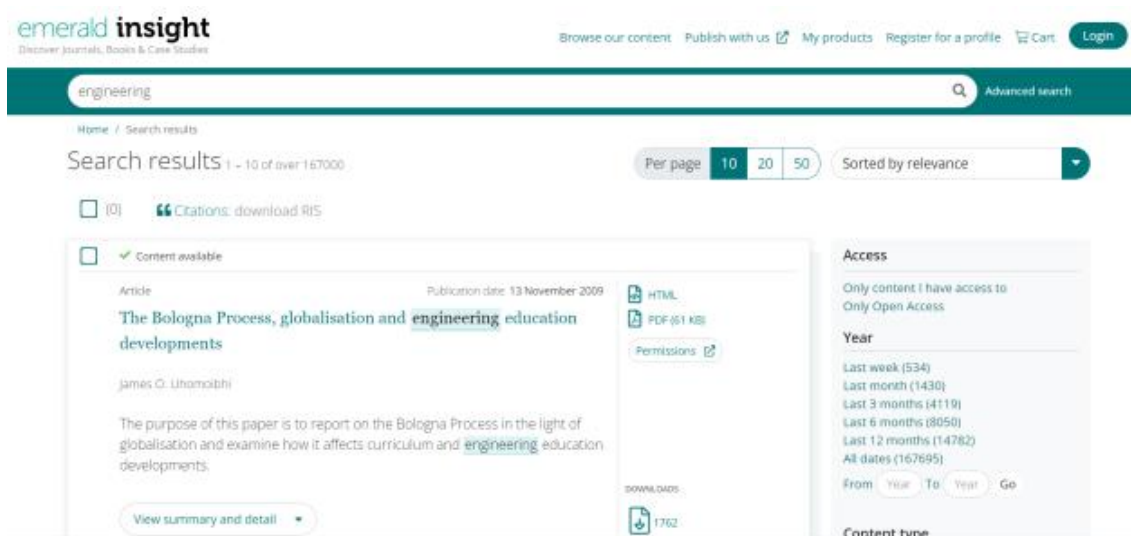 emerald insight
Discover Journals, Books & Case Studies
Browse our content Publish with us My products Register for a profile Cart Login
engineering
Advanced search
Home / Search results
Search results 1 – 10 of over 167000
Per page 10 20 50
Sorted by relevance
(0)
Citations: download RIS
Content available
Article
Publication date: 13 November 2009
The Bologna Process, globalisation and engineering education
developments
James O. Uhomoibhi
The purpose of this paper is to report on the Bologna Process in the light of
globalisation and examine how it affects curriculum and engineering education
developments.
View summary and detail
HTML
PDF (61 KB)
Permissions
DOWNLOADS
1762
Access
Only content I have access to
Only Open Access
Year
Last week (534)
Last month (1430)
Last 3 months (4119)
Last 6 months (8050)
Last 12 months (14782)
All dates (167695)
From Year To Year Go
Content type